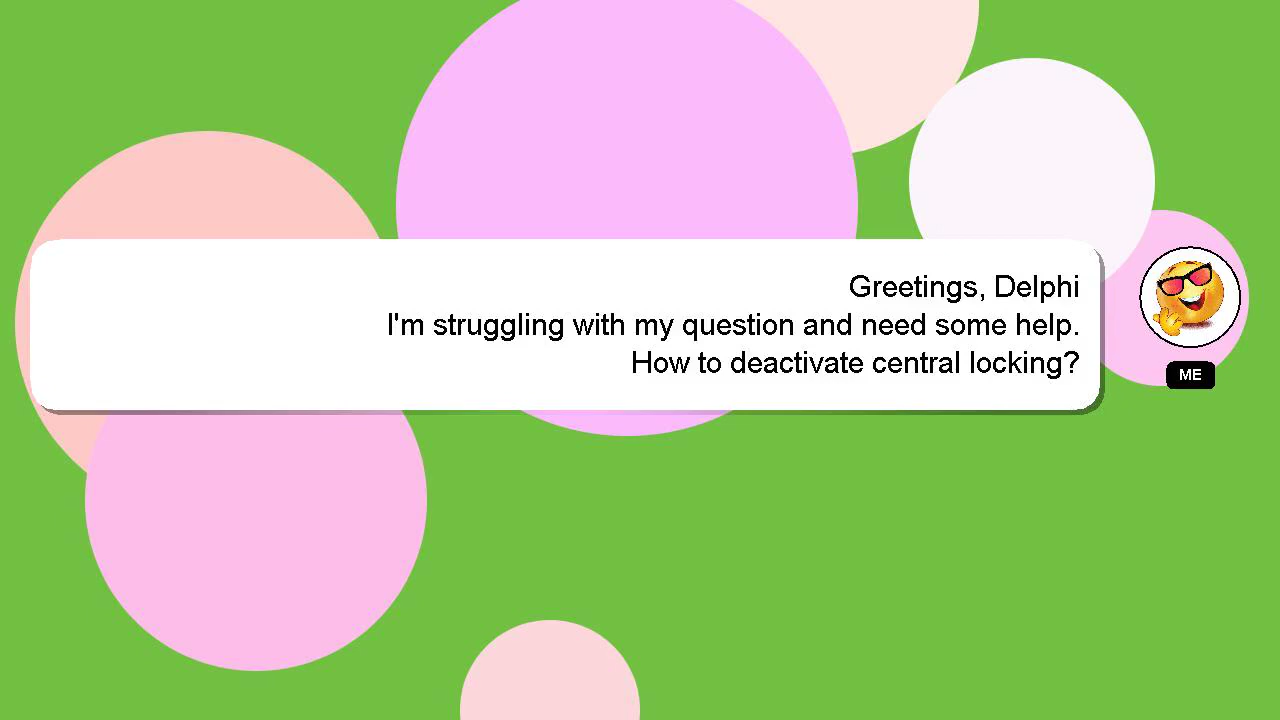 Greetings, Delphi
I'm struggling with my question and need some help.
How to deactivate central locking?
ME